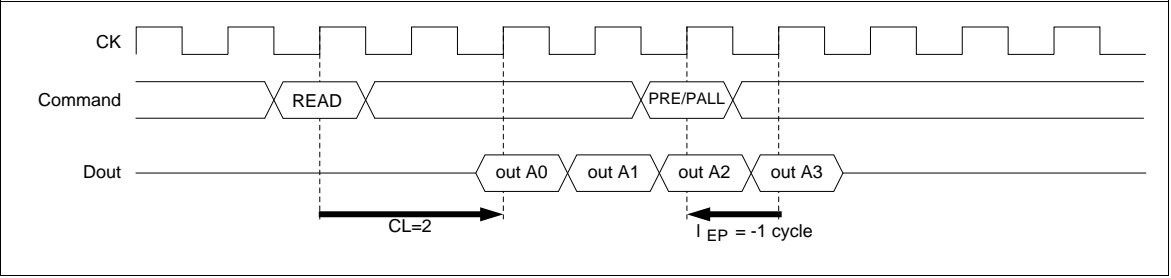 CK
Command READ PRE/PALL
Dout out A0 out A1 out A2 out A3
CL=2 l EP = -1 cycle